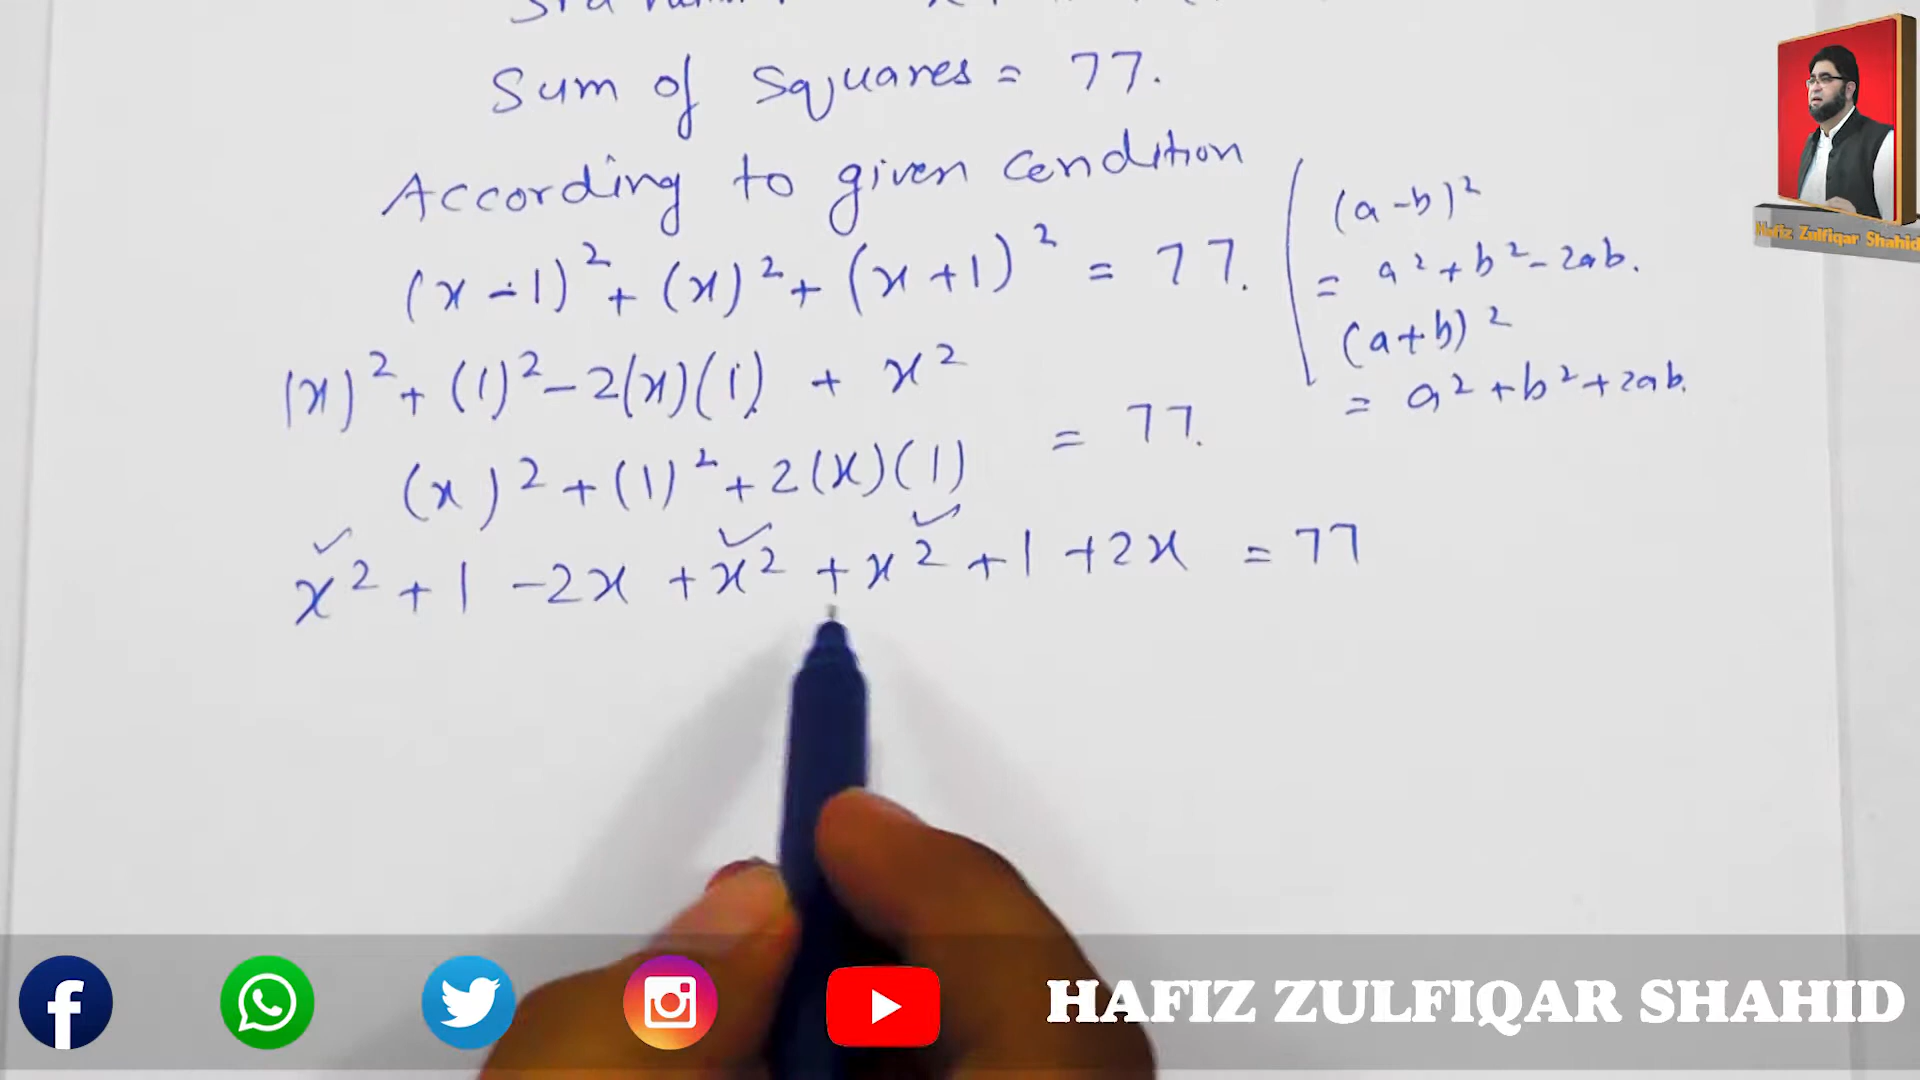 Sum of Squares = 77.
According to given Condition
(x - 1)² + (x)² + (x + 1)² = 77.
(x)² + (1)² - 2(x)(1) + x²
(x)² + (1)² + 2(x)(1) = 77.
x² + 1 - 2x + x² + x² + 1 + 2x = 77
(a - b)²
= a² + b² - 2ab.
(a + b)²
= a² + b² + 2ab.
Hafiz Zulfiqar Shahid
HAFIZ ZULFIQAR SHAHID